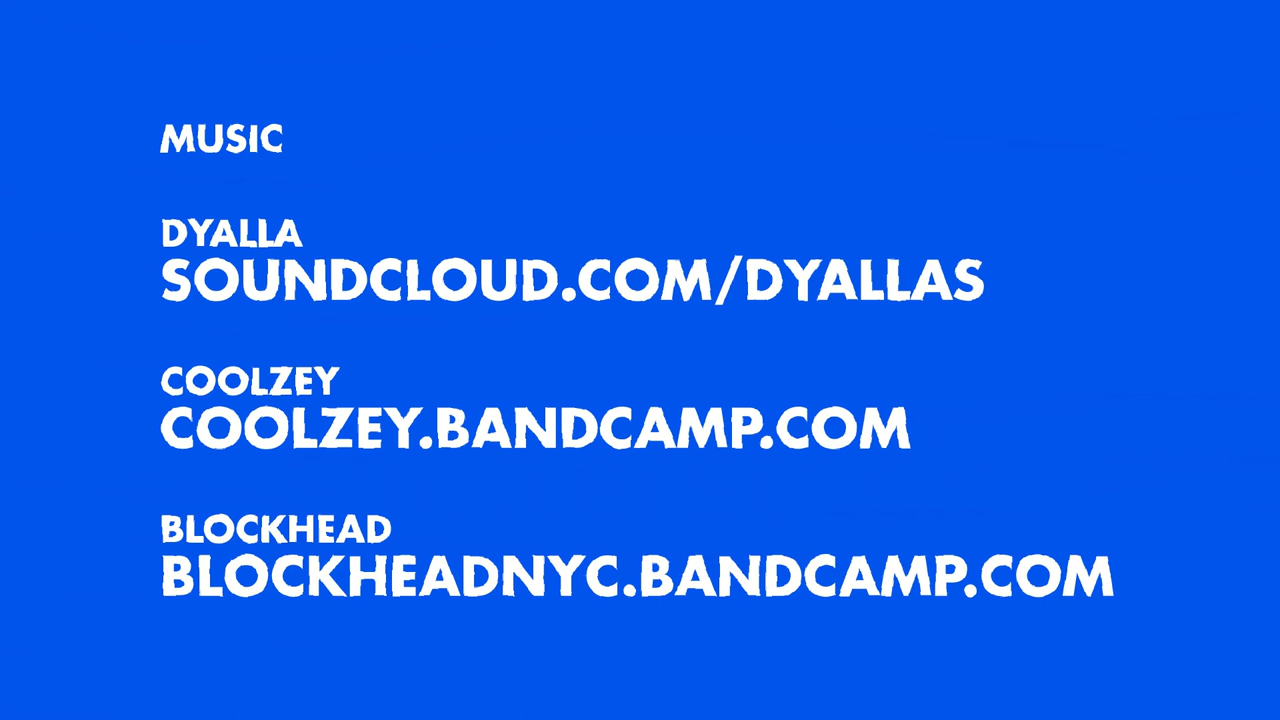 MUSIC
DYALLA
SOUNDCLOUD.COM/DYALLAS
COOLZEY
COOLZEY.BANDCAMP.COM
BLOCKHEAD
BLOCKHEADNYC.BANDCAMP.COM